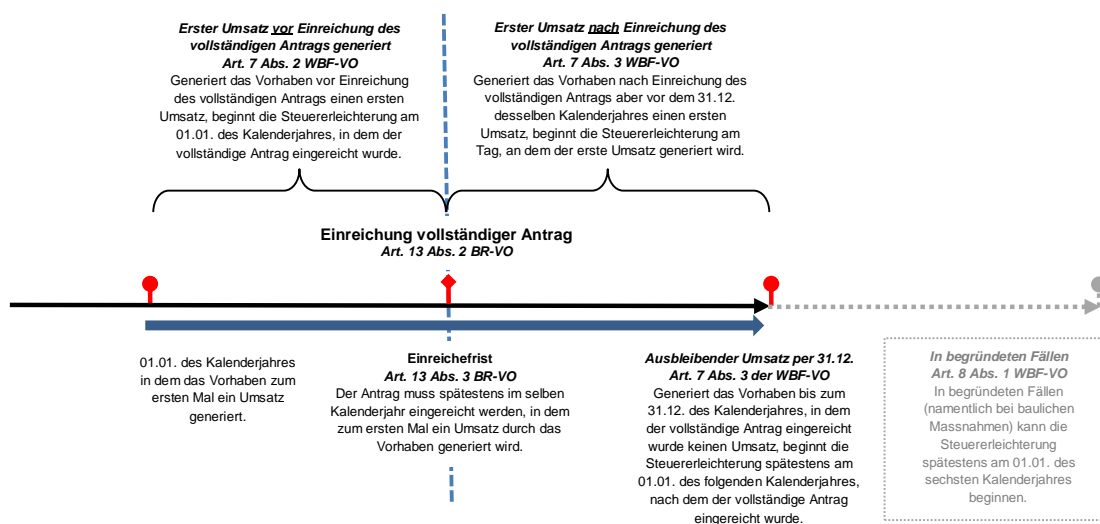 Erster Umsatz vor Einreichung des
vollständigen Antrags generiert
Art. 7 Abs. 2 WBF-VO
Generiert das Vorhaben vor Einreichung
des vollständigen Antrags einen ersten
Umsatz, beginnt die Steuererleichterung am
01.01. des Kalenderjahres, in dem der
vollständige Antrag eingereicht wurde.
Erster Umsatz nach Einreichung des
vollständigen Antrags generiert
Art. 7 Abs. 3 WBF-VO
Generiert das Vorhaben nach Einreichung des
vollständigen Antrags aber vor dem 31.12.
desselben Kalenderjahres einen ersten
Umsatz, beginnt die Steuererleichterung am
Tag, an dem der erste Umsatz generiert wird.
Einreichung vollständiger Antrag
Art. 13 Abs. 2 BR-VO
01.01. des Kalenderjahres
in dem das Vorhaben zum
ersten Mal ein Umsatz
generiert.
Einreichefrist
Art. 13 Abs. 3 BR-VO
Der Antrag muss spätestens im selben
Kalenderjahr eingereicht werden, in dem
zum ersten Mal ein Umsatz durch das
Vorhaben generiert wird.
Ausbleibender Umsatz per 31.12.
Art. 7 Abs. 3 der WBF-VO
Generiert das Vorhaben bis zum
31.12. des Kalenderjahres, in dem
der vollständige Antrag eingereicht
wurde keinen Umsatz, beginnt die
Steuererleichterung spätestens am
01.01. des folgenden Kalenderjahres,
nach dem der vollständige Antrag
eingereicht wurde.
In begründeten Fällen
Art. 8 Abs. 1 WBF-VO
In begründeten Fällen
(namentlich bei baulichen
Massnahmen) kann die
Steuererleichterung
spätestens am 01.01. des
sechsten Kalenderjahres
beginnen.